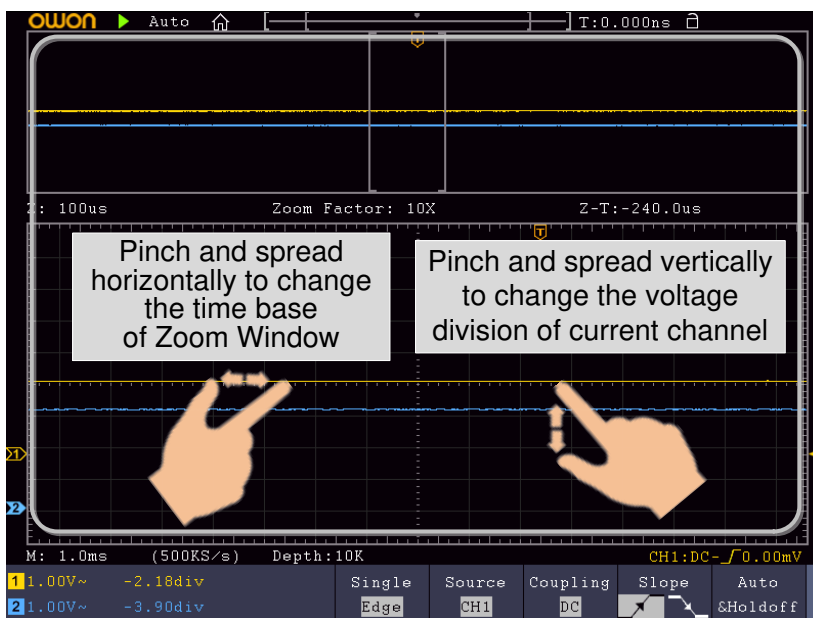 OWON Auto T:0.000ns
T
Z: 100us Zoom Factor: 10X Z-T:-240.0us
T
Pinch and spread
horizontally to change
the time base
of Zoom Window
Pinch and spread vertically
to change the voltage
division of current channel
1
2
M: 1.0ms (500KS/s) Depth:10K CH1:DC- 0.00mV
1 1.00V~ -2.18div Single Source Coupling Slope Auto
2 1.00V~ -3.90div Edge CH1 DC &Holdoff